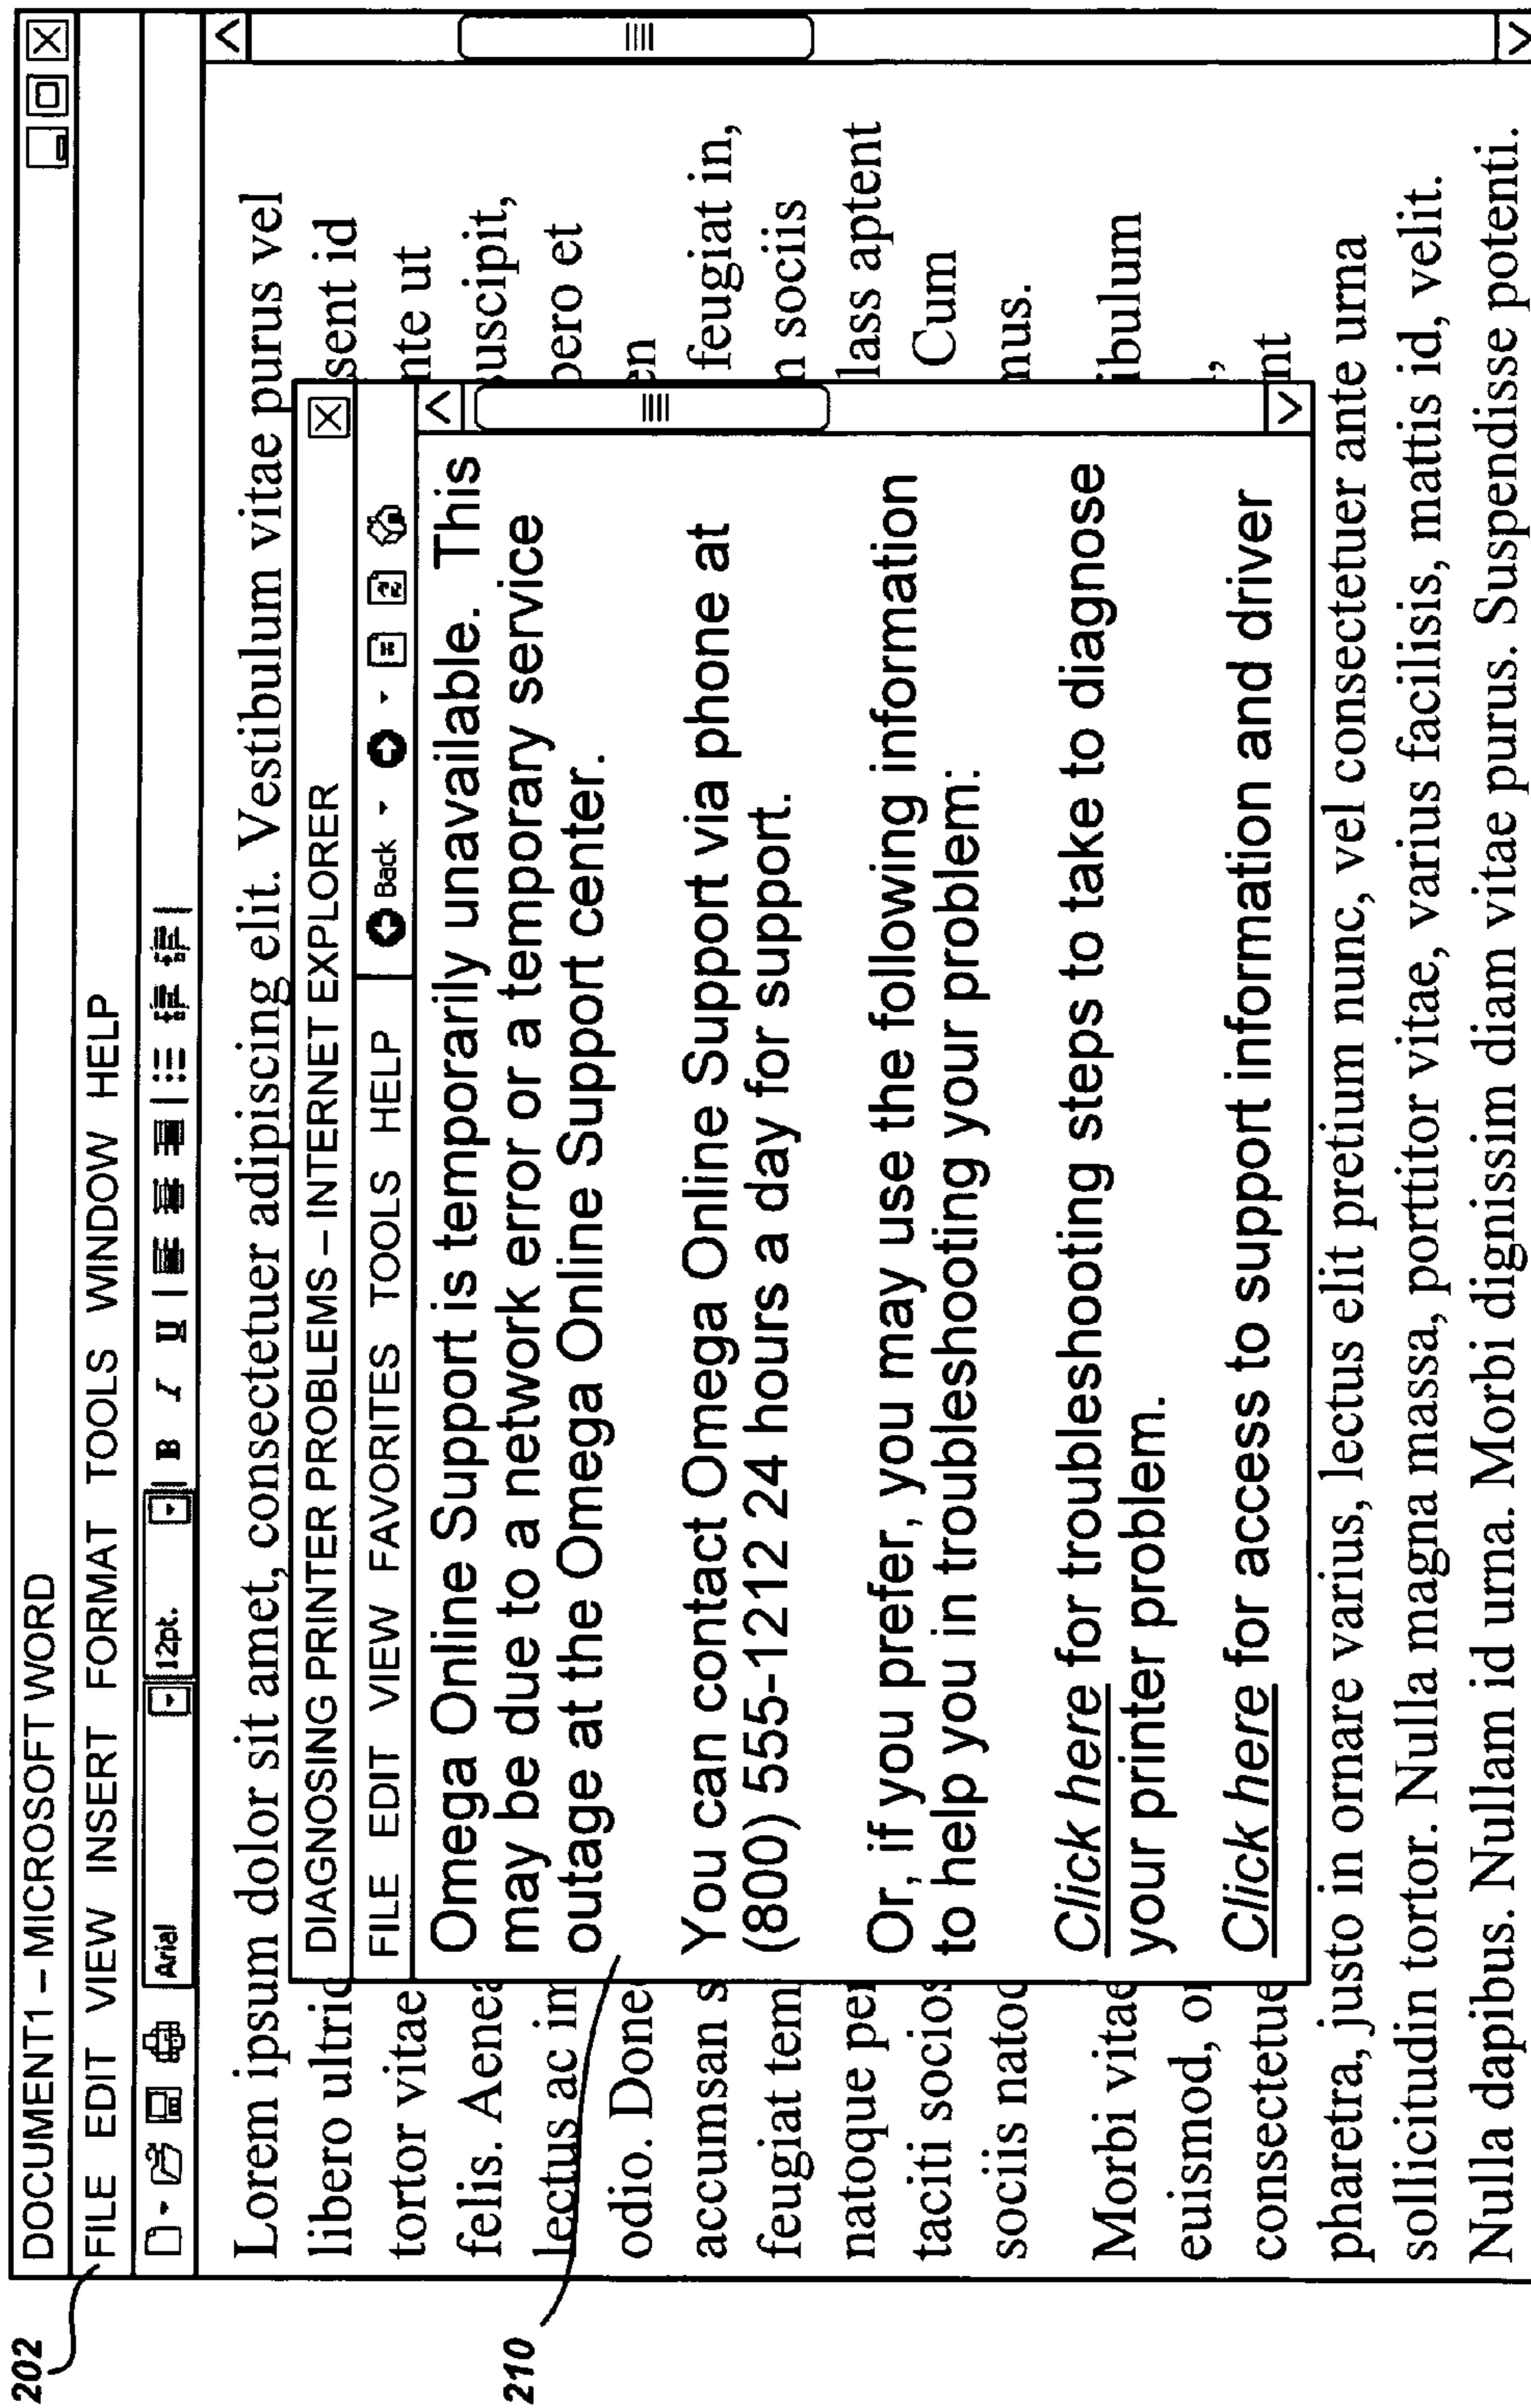 DOCUMENT1 – MICROSOFT WORD
FILE EDIT VIEW INSERT FORMAT TOOLS WINDOW HELP
Arial 12pt. B I U
Lorem ipsum dolor sit amet, consectetuer adipiscing elit. Vestibulum vitae purus vel
libero ultric
sent id
tortor vitae
nte ut
felis. Aenea
uscipit,
lectus ac im
pero et
odio. Done
en
accumsan s
feugiat in,
feugiat tem
n sociis
natoque per
lass aptent
taciti socios
Cum
sociis natoc
mus.
Morbi vitae
ibulum
euismod, o
,
consectetue
nt
DIAGNOSING PRINTER PROBLEMS – INTERNET EXPLORER
FILE EDIT VIEW FAVORITES TOOLS HELP Back
Omega Online Support is temporarily unavailable. This
may be due to a network error or a temporary service
outage at the Omega Online Support center.
You can contact Omega Online Support via phone at
(800) 555-1212 24 hours a day for support.
Or, if you prefer, you may use the following information
to help you in troubleshooting your problem:
Click here for troubleshooting steps to take to diagnose
your printer problem.
Click here for access to support information and driver
pharetra, justo in ornare varius, lectus elit pretium nunc, vel consectetuer ante urna
sollicitudin tortor. Nulla magna massa, portitor vitae, varius facilisis, mattis id, velit.
Nulla dapibus. Nullam id urna. Morbi dignissim diam vitae purus. Suspendisse potenti.
202
210